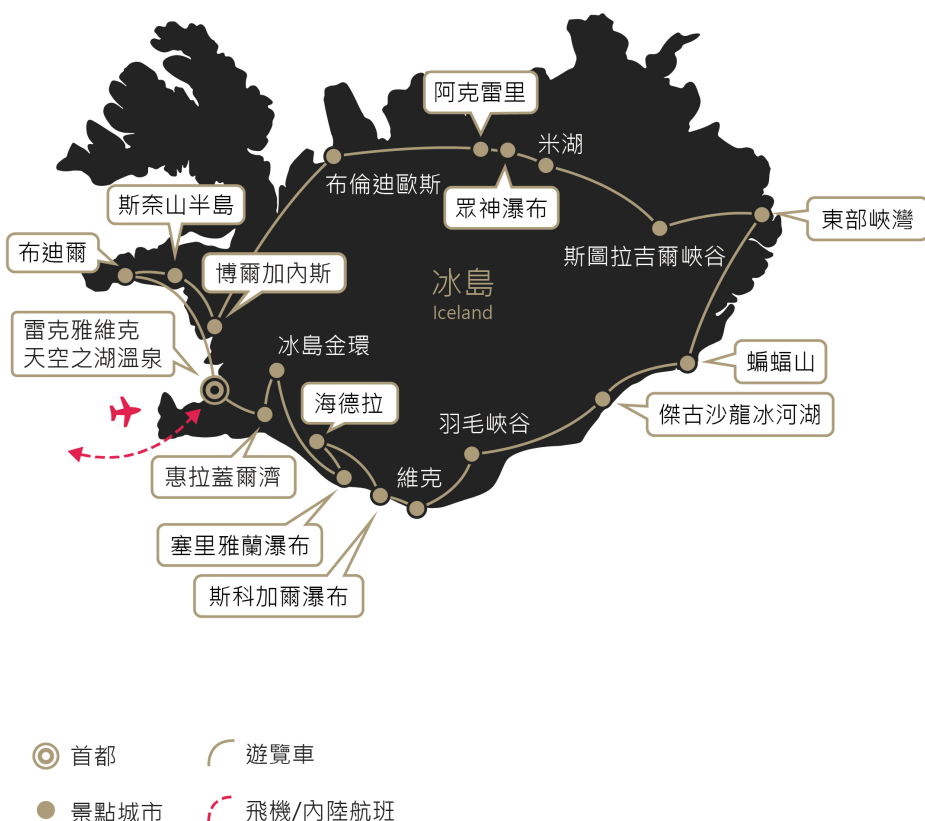 阿克雷里
米湖
布倫迪歐斯
眾神瀑布
斯奈山半島
東部峽灣
布迪爾
斯圖拉吉爾峽谷
博爾加內斯
冰島
Iceland
雷克雅維克
天空之湖溫泉
冰島金環
蝙蝠山
海德拉
傑古沙龍冰河湖
羽毛峽谷
惠拉蓋爾濟
維克
塞里雅蘭瀑布
斯科加爾瀑布
首都
遊覽車
景點城市
飛機/內陸航班